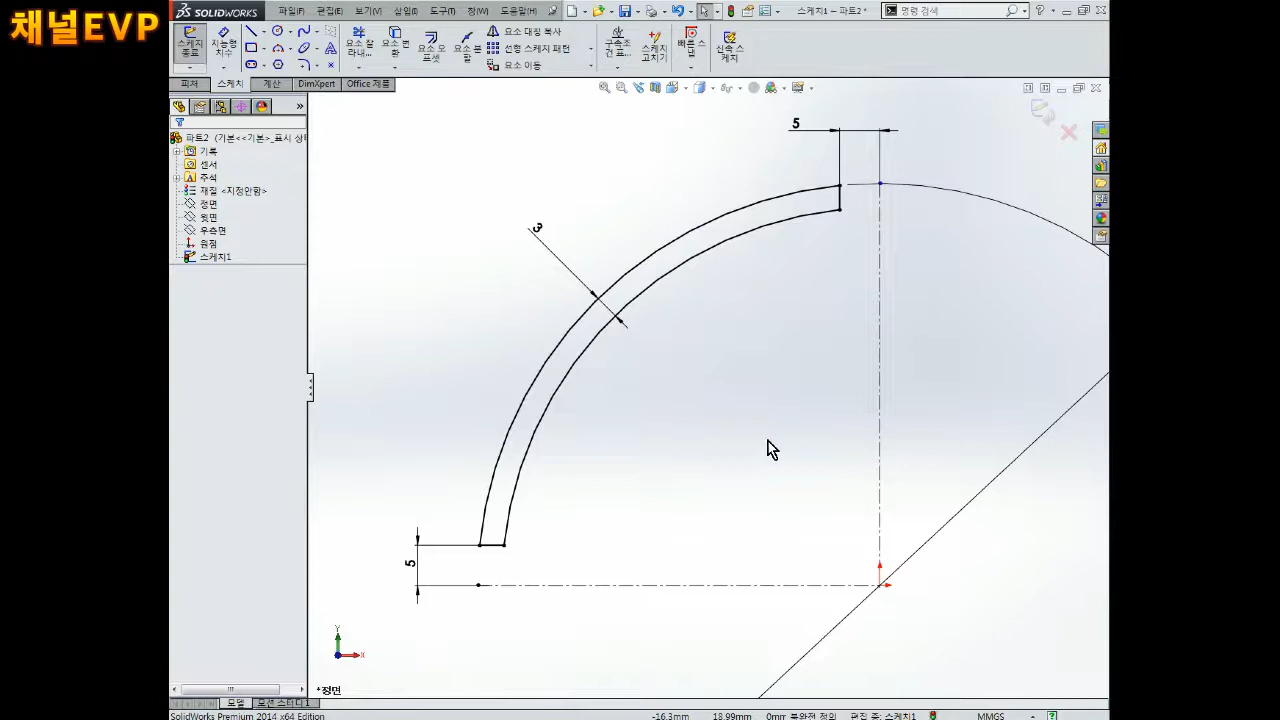 채널EVP
SOLIDWORKS
파일(F) 편집(E) 보기(V) 삽입(I) 도구(T) 창(W) 도움말(H)
스케치1 - 파트2 *
명령 검색
스케치 종료
지능형 치수
요소 잘라내...
요소 변환
요소 오프셋
요소 분할
요소 대칭 복사
선형 스케치 패턴
요소 이동
구속조건 표...
스케치 고치기
빠른 스냅
신속 스케치
피처 스케치 계산 DimXpert Office 제품
파트2 (기본<<기본>_표시 상태
기록
센서
주석
재질 <지정안함>
정면
윗면
우측면
원점
스케치1
5
3
5
Y
X
*정면
모델 모션 스터디1
SolidWorks Premium 2014 x64 Edition
-16.3mm 18.99mm 0mm 불완전 정의 편집 중: 스케치1 MMGS